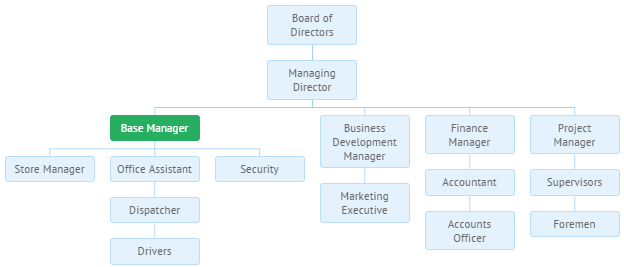 Board of
Directors
Managing
Director
Base Manager
Business
Development
Manager
Finance
Manager
Project
Manager
Store Manager
Office Assistant
Security
Marketing
Executive
Accountant
Supervisors
Dispatcher
Accounts
Officer
Foremen
Drivers